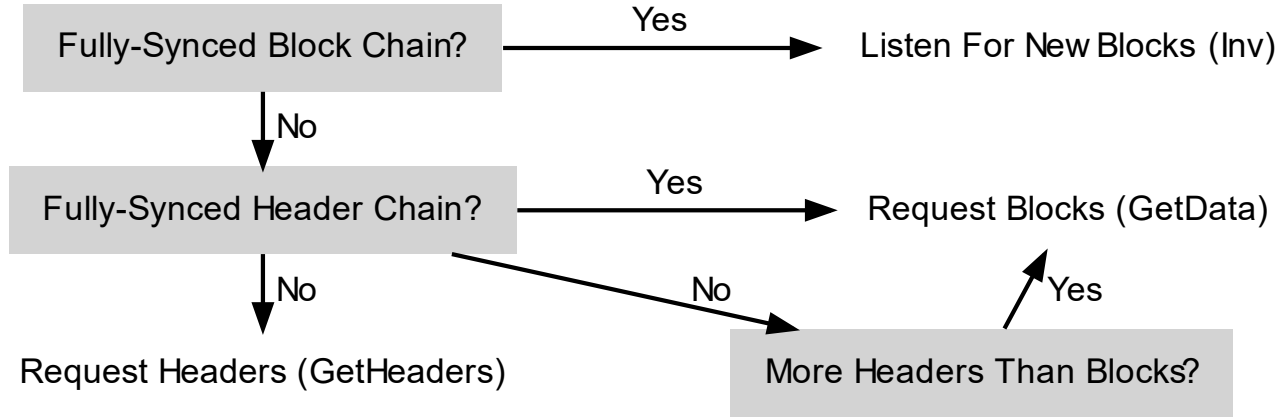 Fully-Synced Block Chain?
Yes
Listen For New Blocks (Inv)
No
Fully-Synced Header Chain?
Yes
Request Blocks (GetData)
No
No
Yes
Request Headers (GetHeaders)
More Headers Than Blocks?